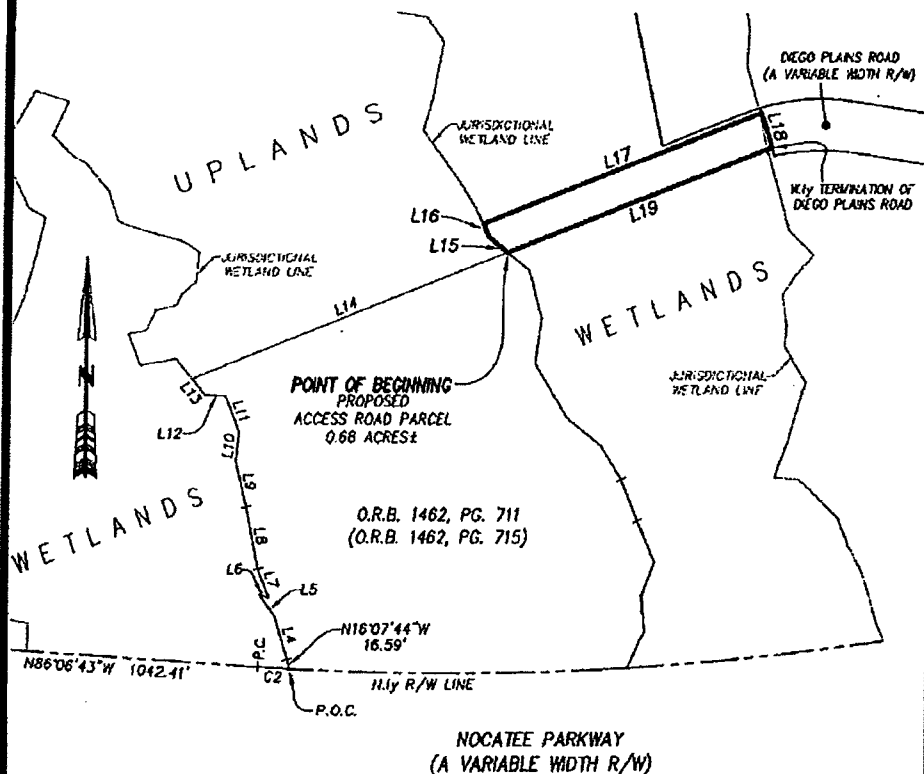 DIEGO PLAINS ROAD
(A VARIABLE WIDTH R/W)
UPLANDS
JURISDICTIONAL
WETLAND LINE
L17
L18
L16
L19
W.ly TERMINATION OF
DIEGO PLAINS ROAD
L15
JURISDICTIONAL
WETLAND LINE
L14
WETLANDS
N
POINT OF BEGINNING
PROPOSED
ACCESS ROAD PARCEL
0.68 ACRES±
JURISDICTIONAL
WETLAND LINE
L13
L12
L11
L10
L9
WETLANDS
O.R.B. 1462, PG. 711
(O.R.B. 1462, PG. 715)
L8
L6
L7
L5
L4
N16°07'44"W
16.59'
P.C.
N86°06'43"W 1042.41'
C2
N.ly R/W LINE
P.O.C.
NOCATEE PARKWAY
(A VARIABLE WIDTH R/W)